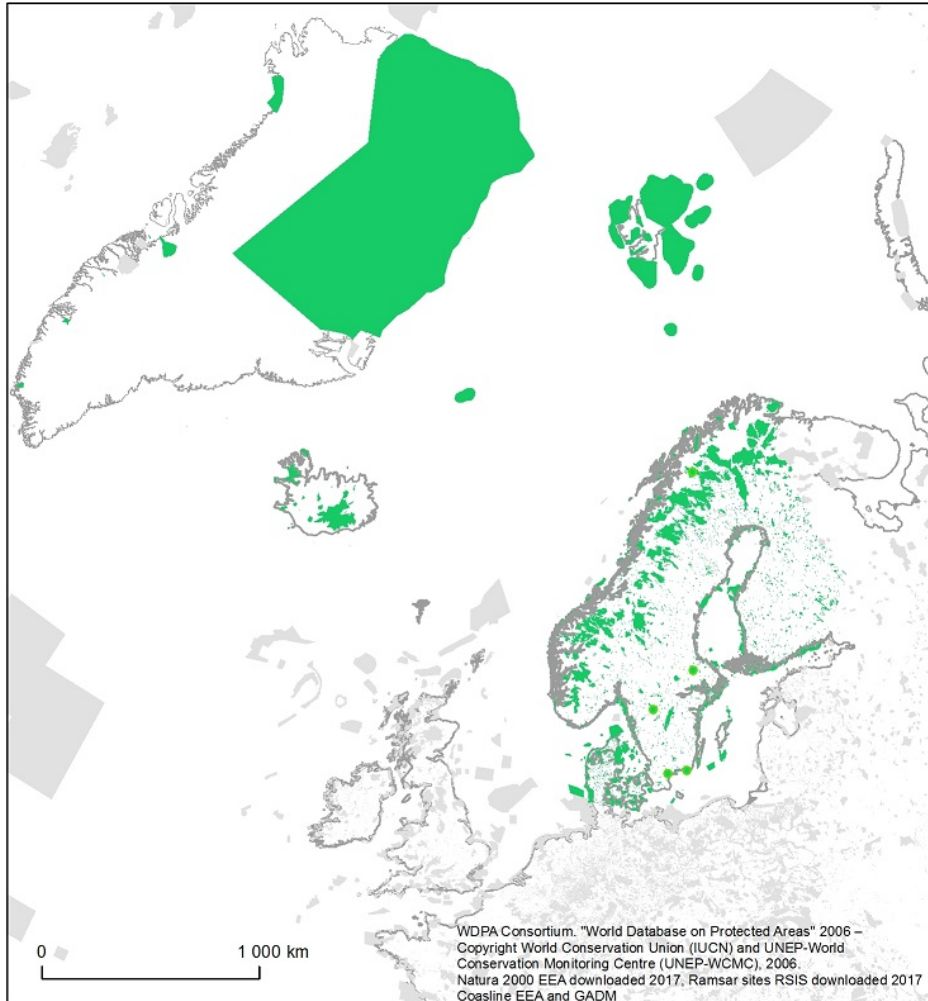 WDPA Consortium. "World Database on Protected Areas" 2006 –
Copyright World Conservation Union (IUCN) and UNEP-World
Conservation Monitoring Centre (UNEP-WCMC), 2006.
Natura 2000 EEA downloaded 2017, Ramsar sites RSIS downloaded 2017
Coasline EEA and GADM
0 1 000 km